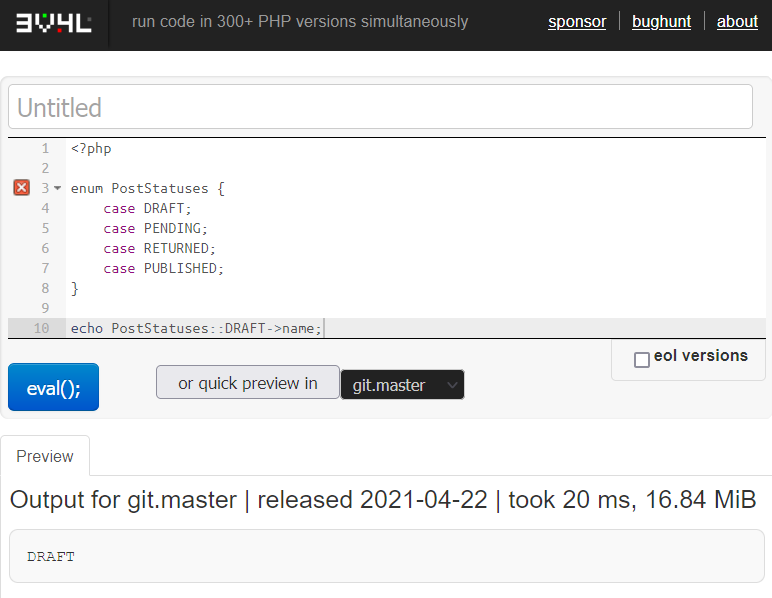 3V4L
run code in 300+ PHP versions simultaneously
sponsor
bughunt
about
Untitled
1 <?php
2
3 enum PostStatuses {
4     case DRAFT;
5     case PENDING;
6     case RETURNED;
7     case PUBLISHED;
8 }
9
10 echo PostStatuses::DRAFT->name;
eol versions
eval();
or quick preview in
git.master
Preview
Output for git.master | released 2021-04-22 | took 20 ms, 16.84 MiB
DRAFT